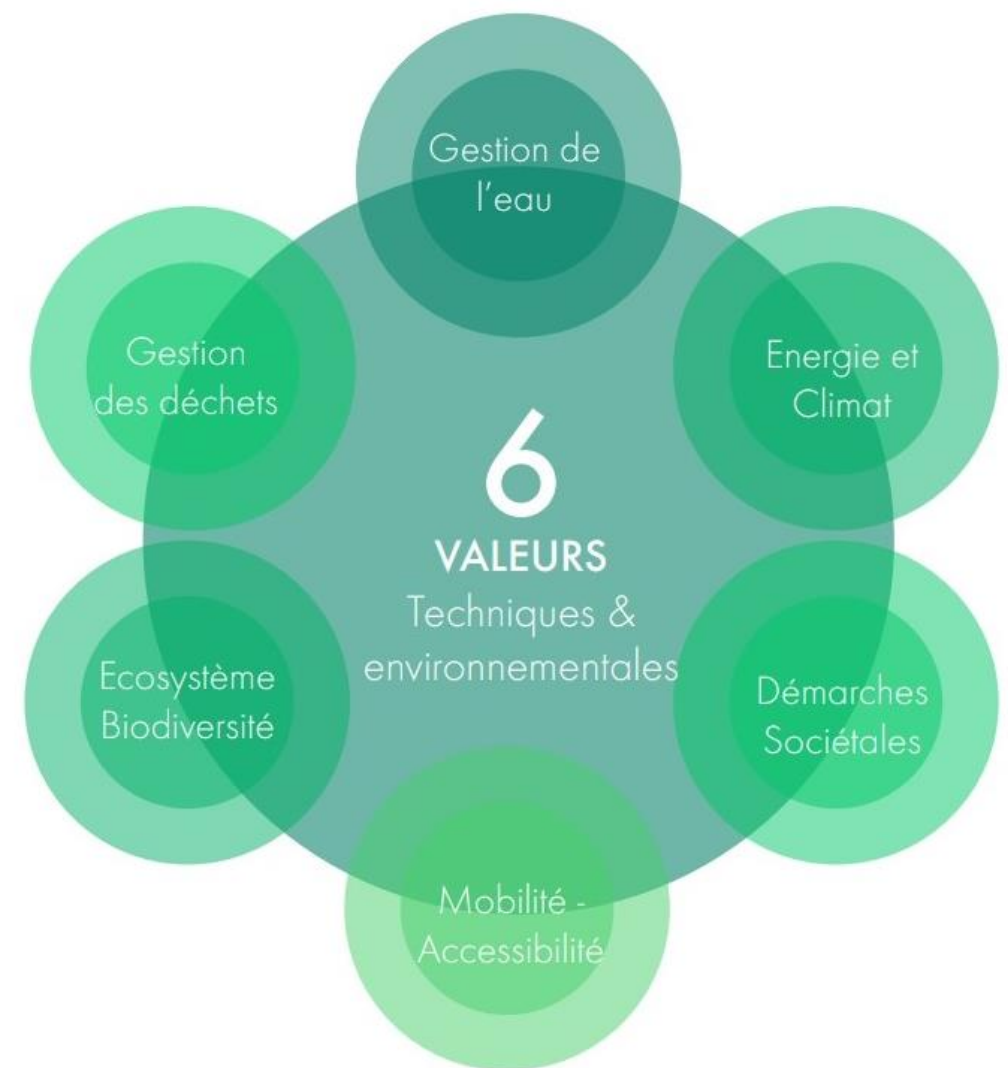 Gestion de
l'eau
Energie et
Climat
Démarches
Sociétales
Mobilité -
Accessibilité
Ecosystème
Biodiversité
Gestion
des déchets
6
VALEURS
Techniques &
environnementales